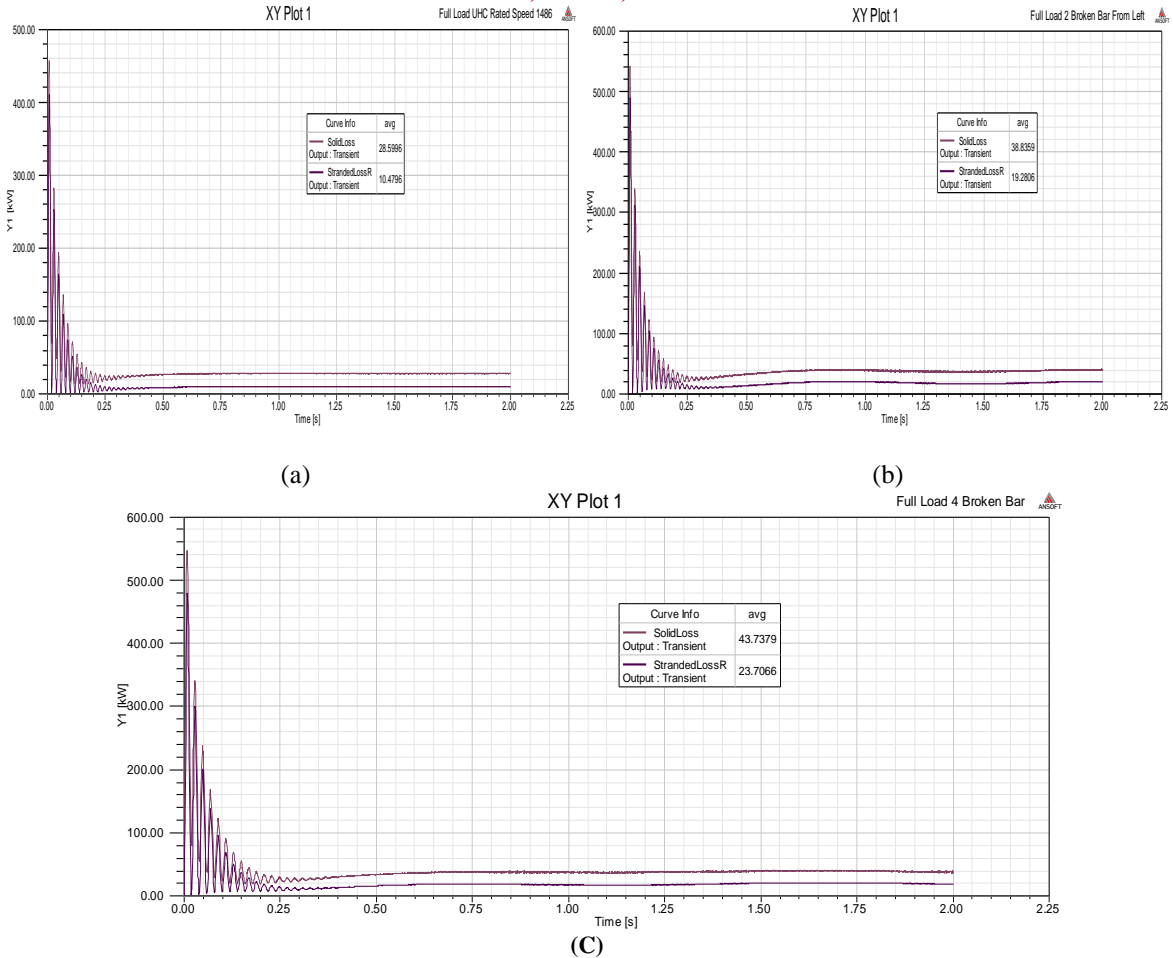 XY Plot 1
Full Load UHC Rated Speed 1486
ANSOFT
500.00
400.00
300.00
200.00
100.00
0.00
Y1 [kW]
Curve Info avg
SolidLoss
Output : Transient 28.5996
StrandedLossR
Output : Transient 10.4796
0.00 0.25 0.50 0.75 1.00 1.25 1.50 1.75 2.00 2.25
Time [s]
(a)
XY Plot 1
Full Load 2 Broken Bar From Left
ANSOFT
600.00
500.00
400.00
300.00
200.00
100.00
0.00
Y1 [kW]
Curve Info avg
SolidLoss
Output : Transient 38.8359
StrandedLossR
Output : Transient 19.2806
0.00 0.25 0.50 0.75 1.00 1.25 1.50 1.75 2.00 2.25
Time [s]
(b)
XY Plot 1
Full Load 4 Broken Bar
ANSOFT
600.00
500.00
400.00
300.00
200.00
100.00
0.00
Y1 [kW]
Curve Info avg
SolidLoss
Output : Transient 43.7379
StrandedLossR
Output : Transient 23.7066
0.00 0.25 0.50 0.75 1.00 1.25 1.50 1.75 2.00 2.25
Time [s]
(C)